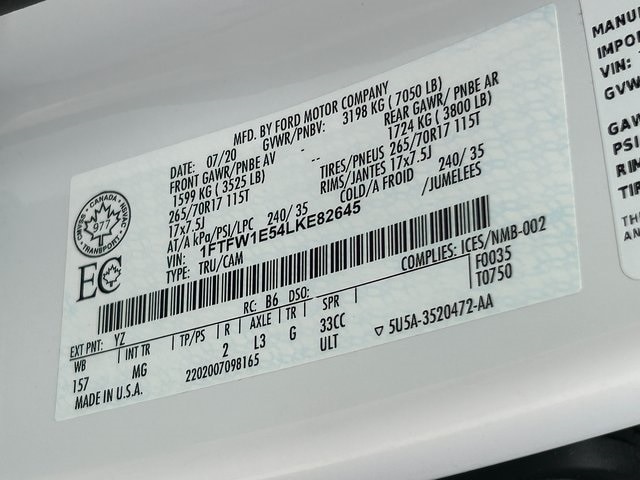 MFD. BY FORD MOTOR COMPANY
DATE: 07/20 GVWR/PNBV: 3198 KG ( 7050 LB)
FRONT GAWR/PNBE AV -- REAR GAWR/ PNBE AR
1599 KG ( 3525 LB) 1724 KG ( 3800 LB)
265/70R17 115T TIRES/PNEUS 265/70R17 115T
17x7.5J RIMS/JANTES 17x7.5J
AT/A kPa/PSI/LPC 240/ 35 COLD/A FROID 240/ 35
VIN: 1FTFW1E54LKE82645 /JUMELEES
TYPE: TRU/CAM
CANADA
977
TRANSPORT
EC
COMPLIES: ICES/NMB-002
F0035
T0750
EXT PNT: YZ RC: B6 DSO:
WB INT TR TP/PS R AXLE TR SPR
157 MG 2 L3 G 33CC
ULT
▽ 5U5A-3520472-AA
MADE IN U.S.A. 2202007098165
MANU
IMPO
VIN:
GVW
GAW
PSI
RIM
TIR
THIS
AN